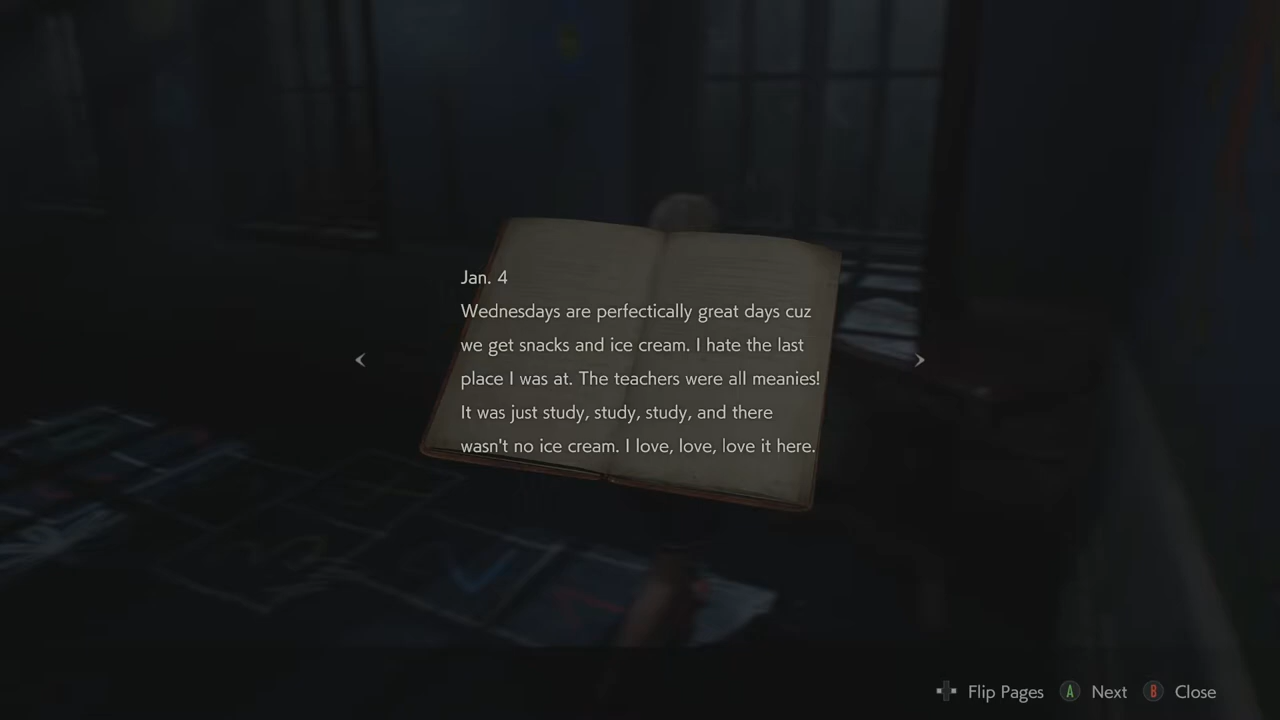 Jan. 4
Wednesdays are perfectically great days cuz
we get snacks and ice cream. I hate the last
place I was at. The teachers were all meanies!
It was just study, study, study, and there
wasn't no ice cream. I love, love, love it here.
Flip Pages A Next B Close